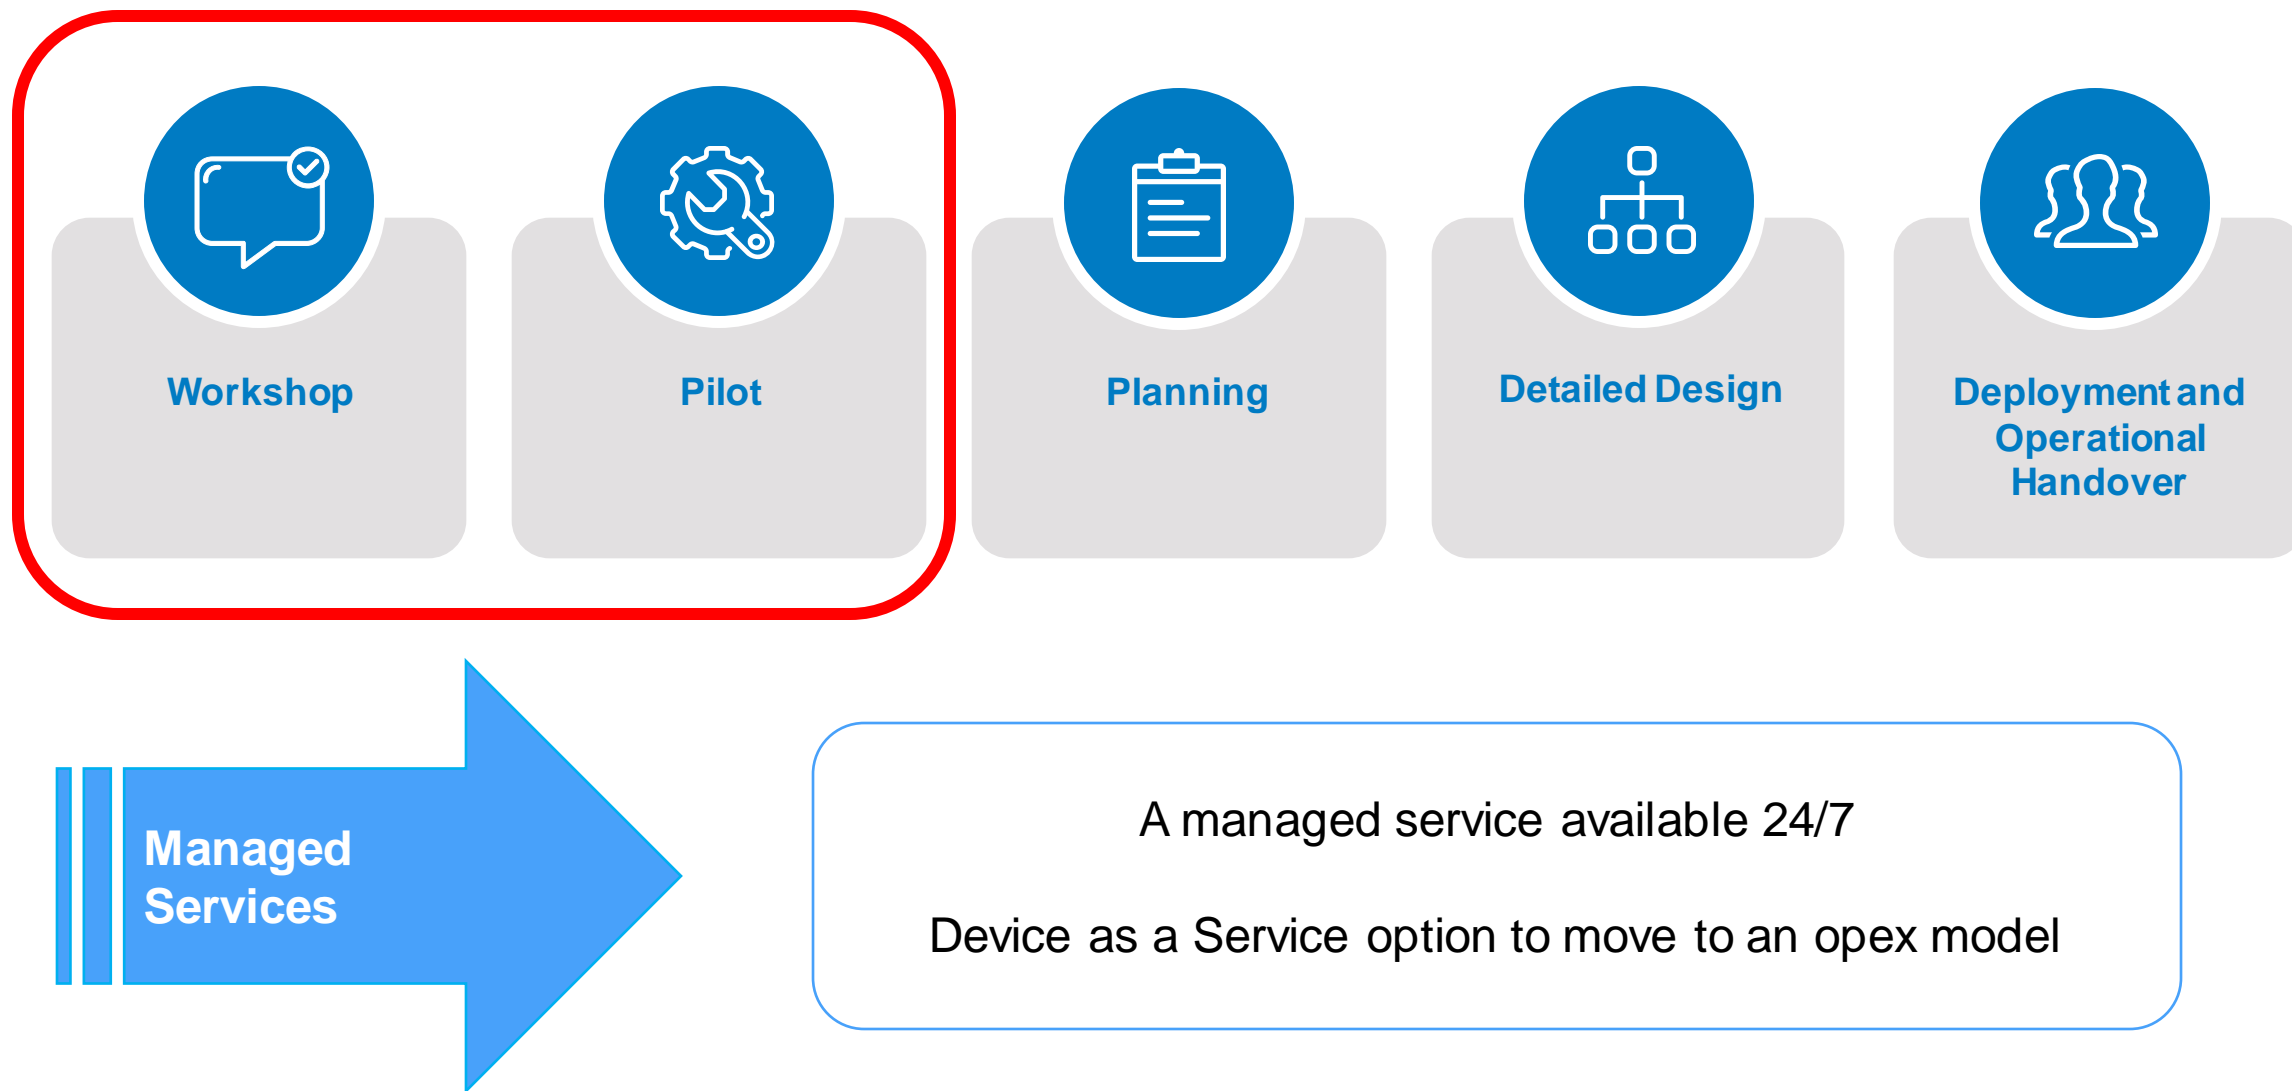 Workshop
Pilot
Planning
Detailed Design
Deployment and
Operational
Handover
Managed
Services
A managed service available 24/7
Device as a Service option to move to an opex model